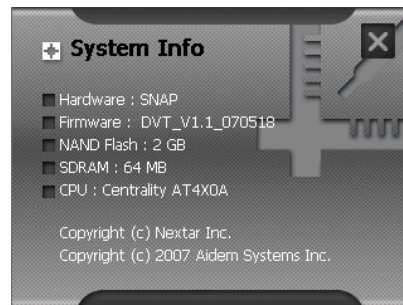 System Info
Hardware : SNAP
Firmware : DVT_V1.1_070518
NAND Flash : 2 GB
SDRAM : 64 MB
CPU : Centrality AT4X0A
Copyright (c) Nextar Inc.
Copyright (c) 2007 Aidem Systems Inc.